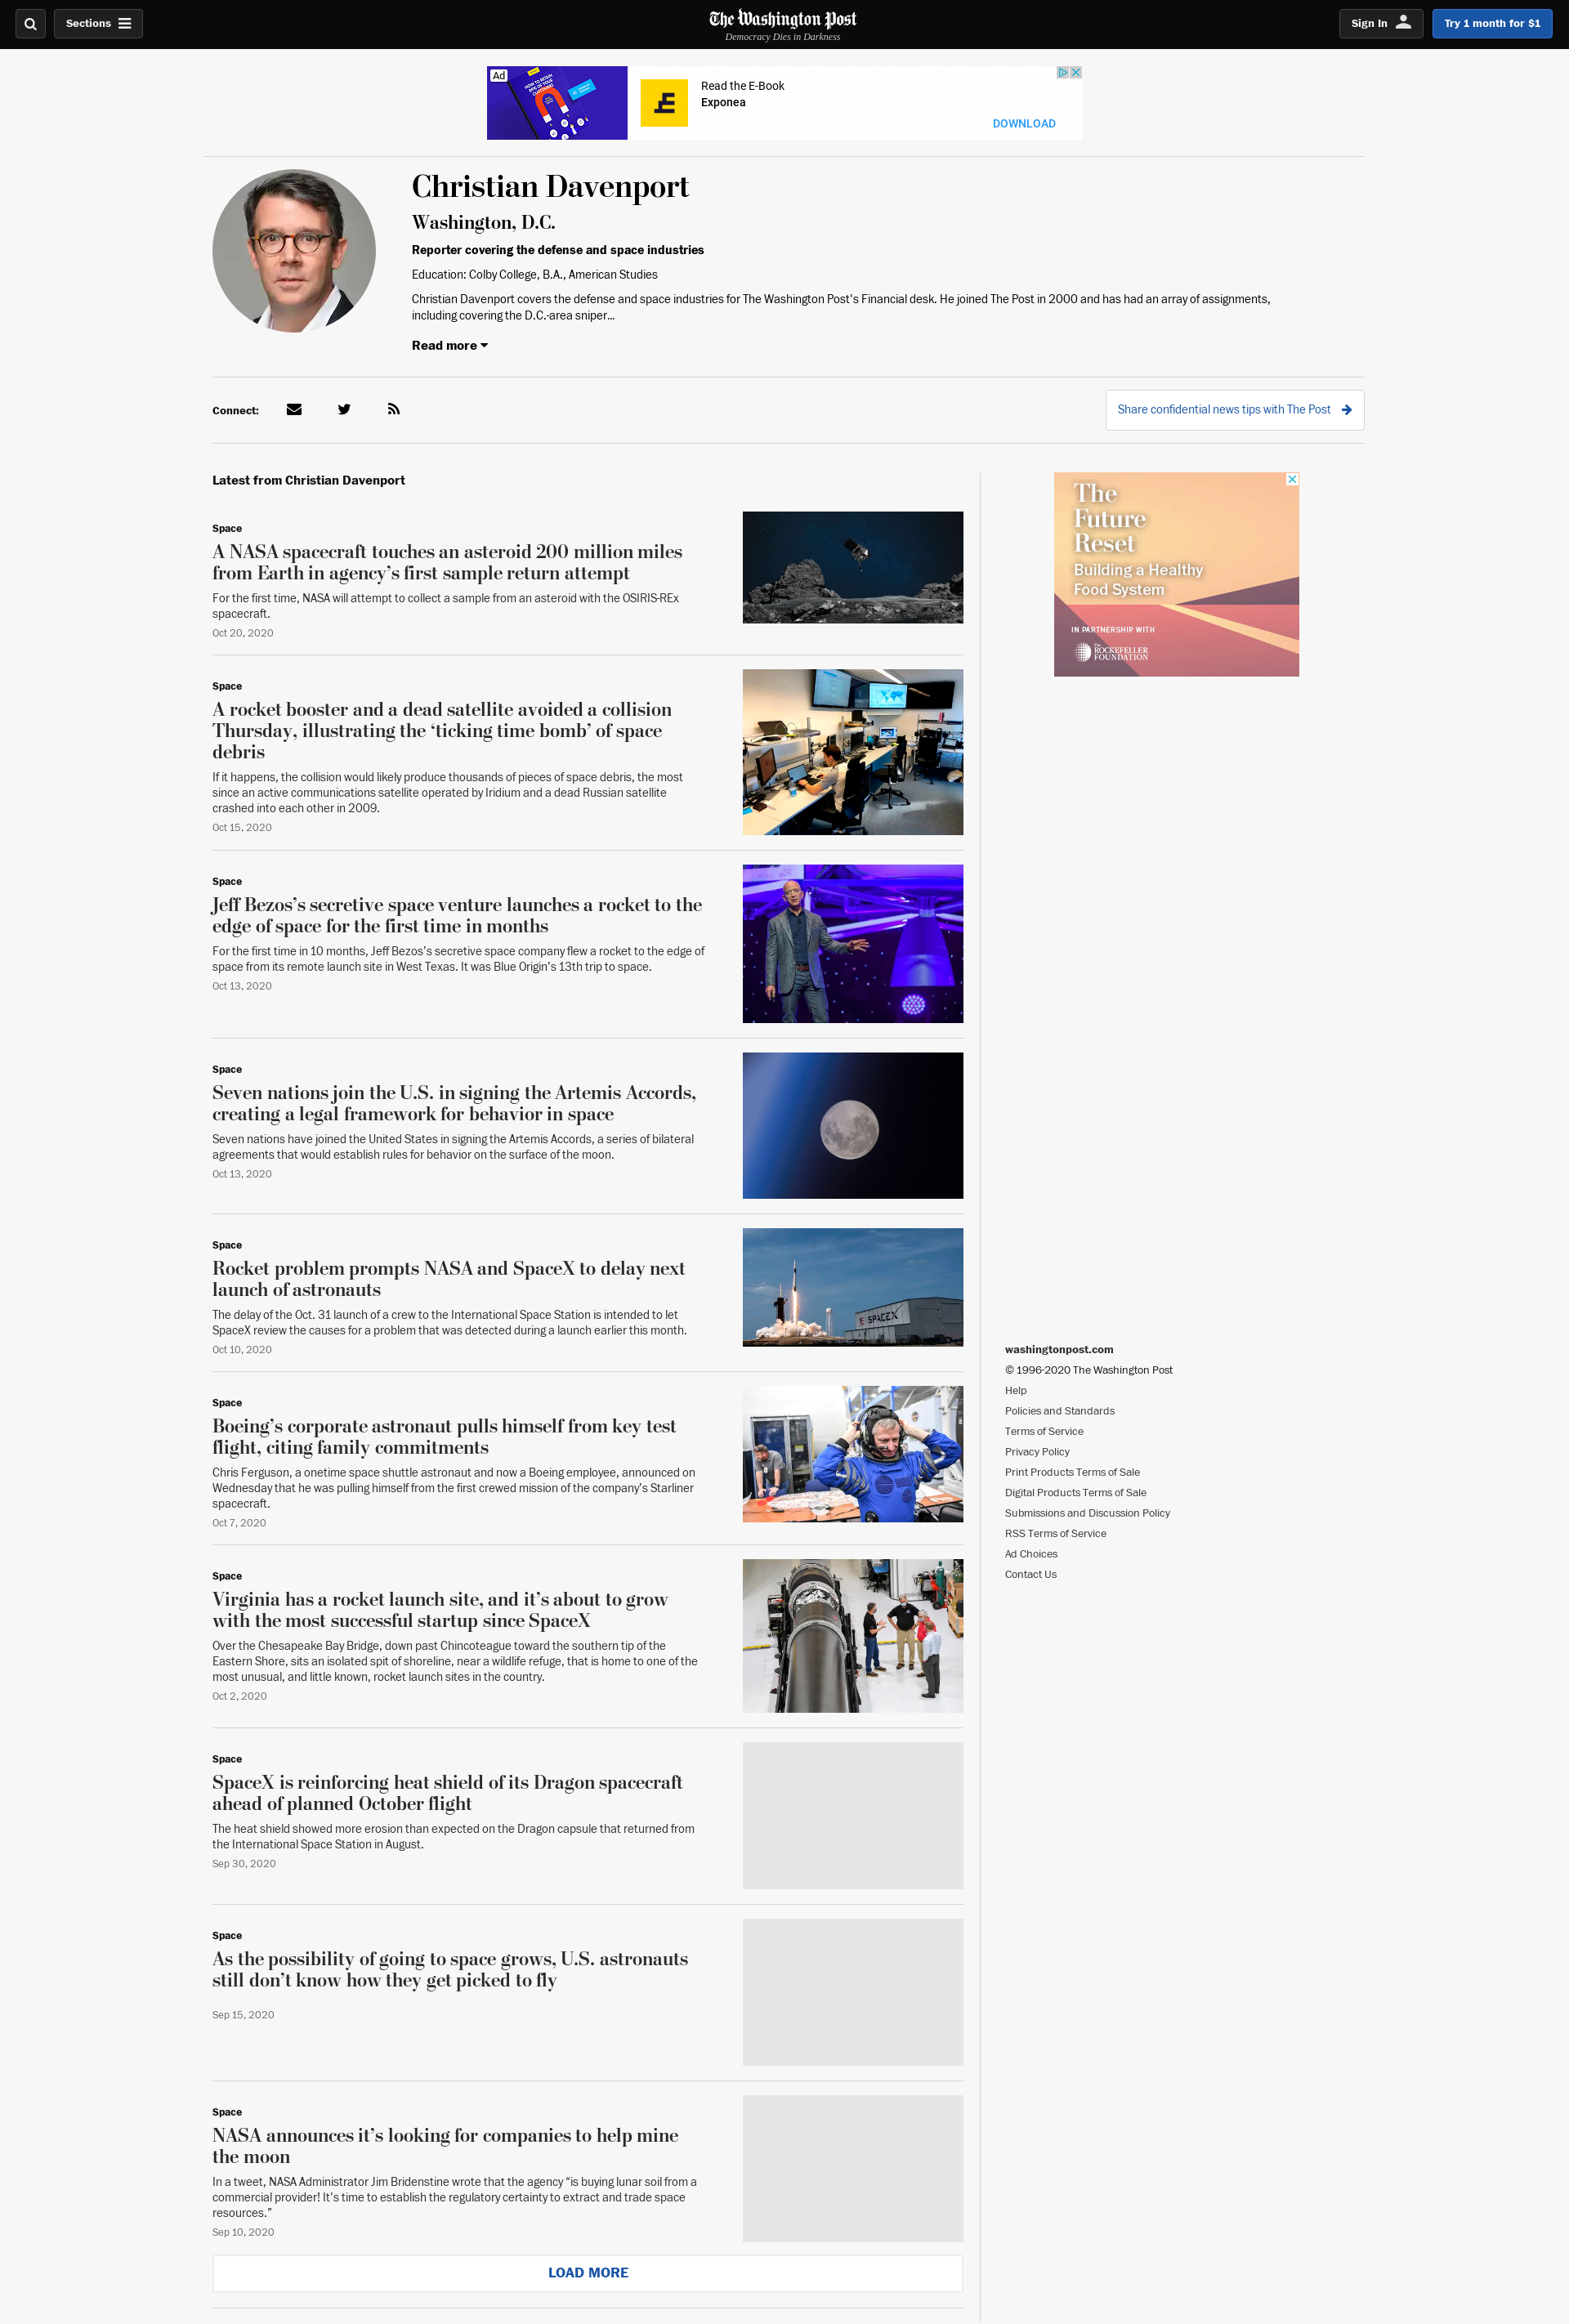 Sections
The Washington Post
Democracy Dies in Darkness
Sign In
Try 1 month for $1
Ad
Read the E-Book
Exponea
DOWNLOAD
Christian Davenport
Washington, D.C.
Reporter covering the defense and space industries
Education: Colby College, B.A., American Studies
Christian Davenport covers the defense and space industries for The Washington Post's Financial desk. He joined The Post in 2000 and has had an array of assignments,
including covering the D.C.-area sniper...
Read more
Connect:
Share confidential news tips with The Post
Latest from Christian Davenport
Space
A NASA spacecraft touches an asteroid 200 million miles
from Earth in agency’s first sample return attempt
For the first time, NASA will attempt to collect a sample from an asteroid with the OSIRIS-REx
spacecraft.
Oct 20, 2020
Space
A rocket booster and a dead satellite avoided a collision
Thursday, illustrating the ‘ticking time bomb’ of space
debris
If it happens, the collision would likely produce thousands of pieces of space debris, the most
since an active communications satellite operated by Iridium and a dead Russian satellite
crashed into each other in 2009.
Oct 15, 2020
Space
Jeff Bezos’s secretive space venture launches a rocket to the
edge of space for the first time in months
For the first time in 10 months, Jeff Bezos’s secretive space company flew a rocket to the edge of
space from its remote launch site in West Texas. It was Blue Origin’s 13th trip to space.
Oct 13, 2020
Space
Seven nations join the U.S. in signing the Artemis Accords,
creating a legal framework for behavior in space
Seven nations have joined the United States in signing the Artemis Accords, a series of bilateral
agreements that would establish rules for behavior on the surface of the moon.
Oct 13, 2020
Space
Rocket problem prompts NASA and SpaceX to delay next
launch of astronauts
The delay of the Oct. 31 launch of a crew to the International Space Station is intended to let
SpaceX review the causes for a problem that was detected during a launch earlier this month.
Oct 10, 2020
SPACEX
Space
Boeing’s corporate astronaut pulls himself from key test
flight, citing family commitments
Chris Ferguson, a onetime space shuttle astronaut and now a Boeing employee, announced on
Wednesday that he was pulling himself from the first crewed mission of the company’s Starliner
spacecraft.
Oct 7, 2020
Space
Virginia has a rocket launch site, and it’s about to grow
with the most successful startup since SpaceX
Over the Chesapeake Bay Bridge, down past Chincoteague toward the southern tip of the
Eastern Shore, sits an isolated spit of shoreline, near a wildlife refuge, that is home to one of the
most unusual, and little known, rocket launch sites in the country.
Oct 2, 2020
Space
SpaceX is reinforcing heat shield of its Dragon spacecraft
ahead of planned October flight
The heat shield showed more erosion than expected on the Dragon capsule that returned from
the International Space Station in August.
Sep 30, 2020
Space
As the possibility of going to space grows, U.S. astronauts
still don’t know how they get picked to fly
Sep 15, 2020
Space
NASA announces it’s looking for companies to help mine
the moon
In a tweet, NASA Administrator Jim Bridenstine wrote that the agency “is buying lunar soil from a
commercial provider! It’s time to establish the regulatory certainty to extract and trade space
resources.”
Sep 10, 2020
LOAD MORE
The
Future
Reset
Building a Healthy
Food System
IN PARTNERSHIP WITH
The
ROCKEFELLER
FOUNDATION
washingtonpost.com
© 1996-2020 The Washington Post
Help
Policies and Standards
Terms of Service
Privacy Policy
Print Products Terms of Sale
Digital Products Terms of Sale
Submissions and Discussion Policy
RSS Terms of Service
Ad Choices
Contact Us